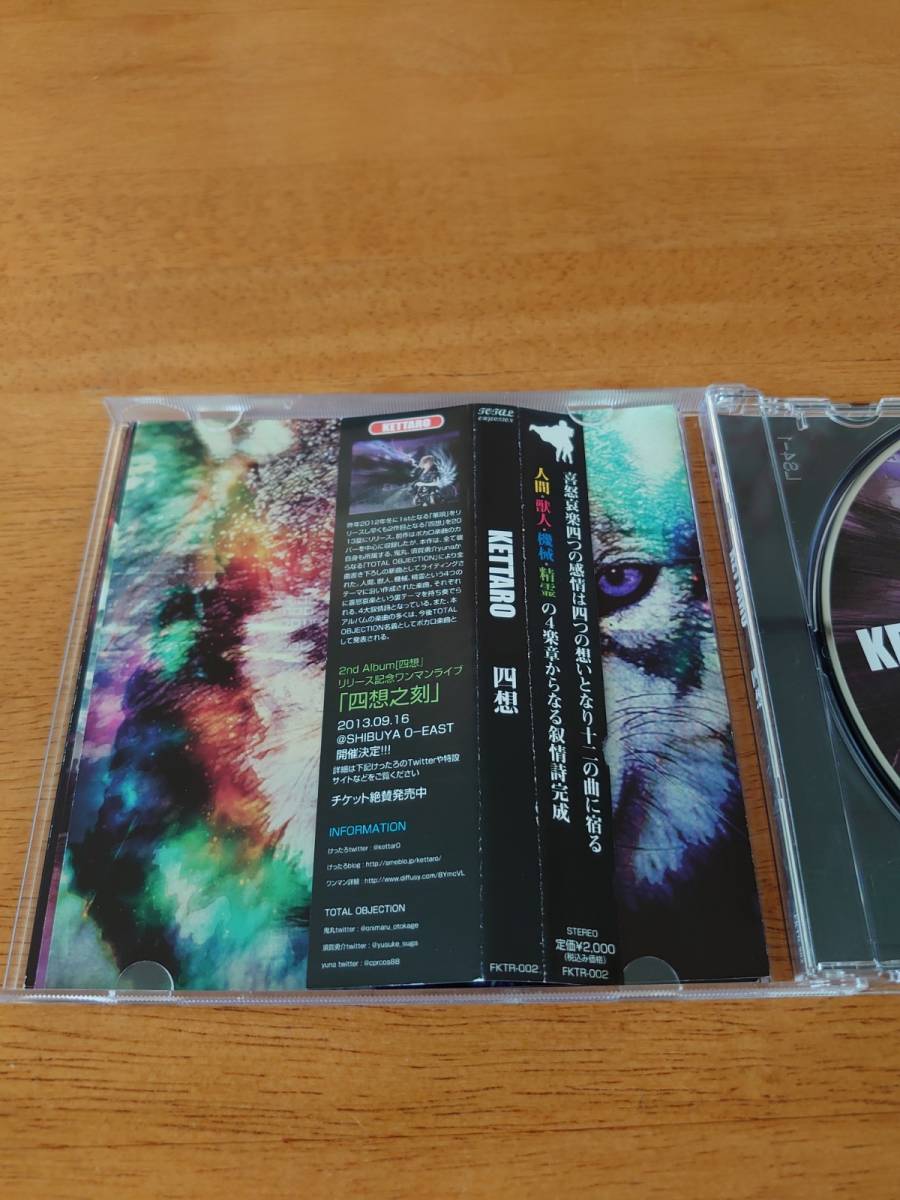 KETTARO
昨年2012年冬に1stとなる「華唄」をリ
リースし早くも2作目となる「四想」を20
13夏にリリース。前作はボカロ楽曲のカ
バーを中心に収録したが、本作は、全て彼
自身も所属する、鬼丸、須賀勇介yunaか
らなる「TOTAL OBJECTION」により全
曲書き下ろしの新曲としてライティングさ
れた。人間、獣人、機械、精霊という4つの
テーマに沿い作成された楽曲。それぞれ
に喜怒哀楽という裏テーマを持ち奏でら
れる、4大叙情詩となっている。また、本
アルバムの楽曲の多くは、今後TOTAL
OBJECTION名義としてボカロ楽曲と
して発表される。
2nd Album「四想」
リリース記念ワンマンライブ
「四想之刻」
2013.09.16
@SHIBUYA O-EAST
開催決定!!!
詳細は下記けったろのTwitterや特設
サイトなどをご覧ください
チケット絶賛発売中
INFORMATION
けったろtwitter : @kettar0
けったろblog : http://ameblo.jp/kettaro/
ワンマン詳細 : http://www.diffusy.com/8YmcVL
TOTAL OBJECTION
鬼丸twitter : @onimaru_otokage
須賀勇介twitter : @yusuke_suga
yuna twitter : @cprcoa88
KETTARO 四想
FKTR-002
喜怒哀楽四つの感情は四つの想いとなり十二の曲に宿る
人間・獣人・機械・精霊の4楽章からなる叙情詩完成
STEREO
定価¥2,000
(税込み価格)
FKTR-002
KE